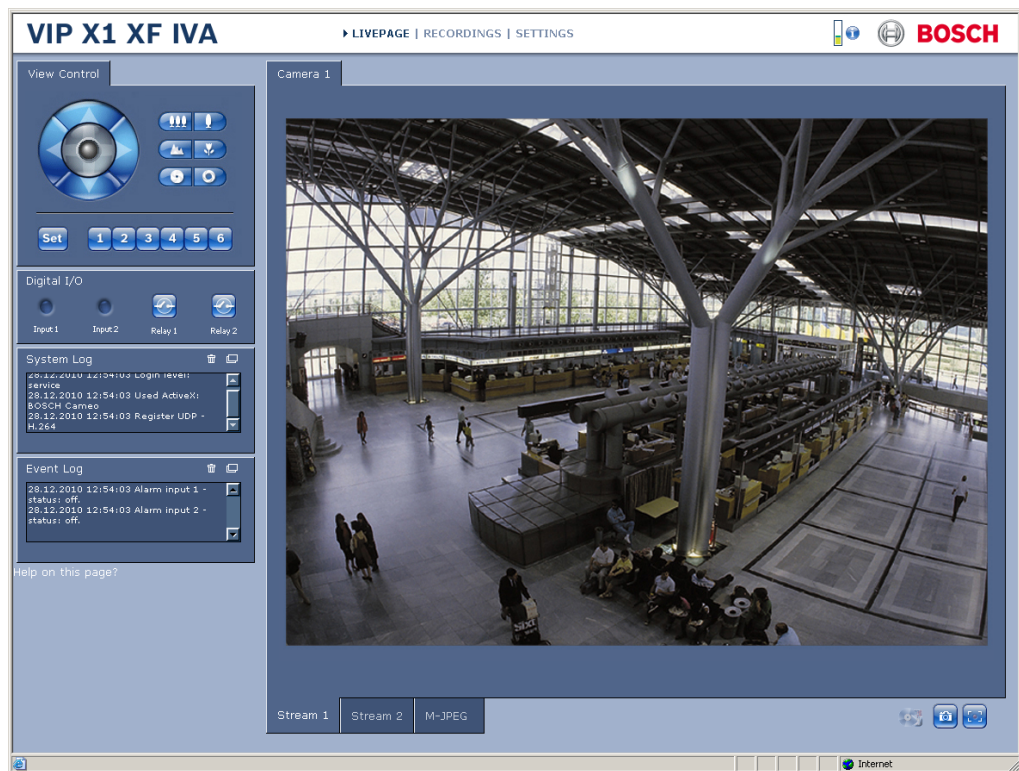 VIP X1 XF IVA
LIVEPAGE | RECORDINGS | SETTINGS
BOSCH
View Control
Set 1 2 3 4 5 6
Digital I/O
Input 1 Input 2 Relay 1 Relay 2
System Log
28.12.2010 12:54:03 Login level:
service
28.12.2010 12:54:03 Used ActiveX:
BOSCH Cameo
28.12.2010 12:54:03 Register UDP -
H.264
Event Log
28.12.2010 12:54:03 Alarm input 1 -
status: off.
28.12.2010 12:54:03 Alarm input 2 -
status: off.
Help on this page?
Camera 1
Sixt
Stream 1 Stream 2 M-JPEG
Internet